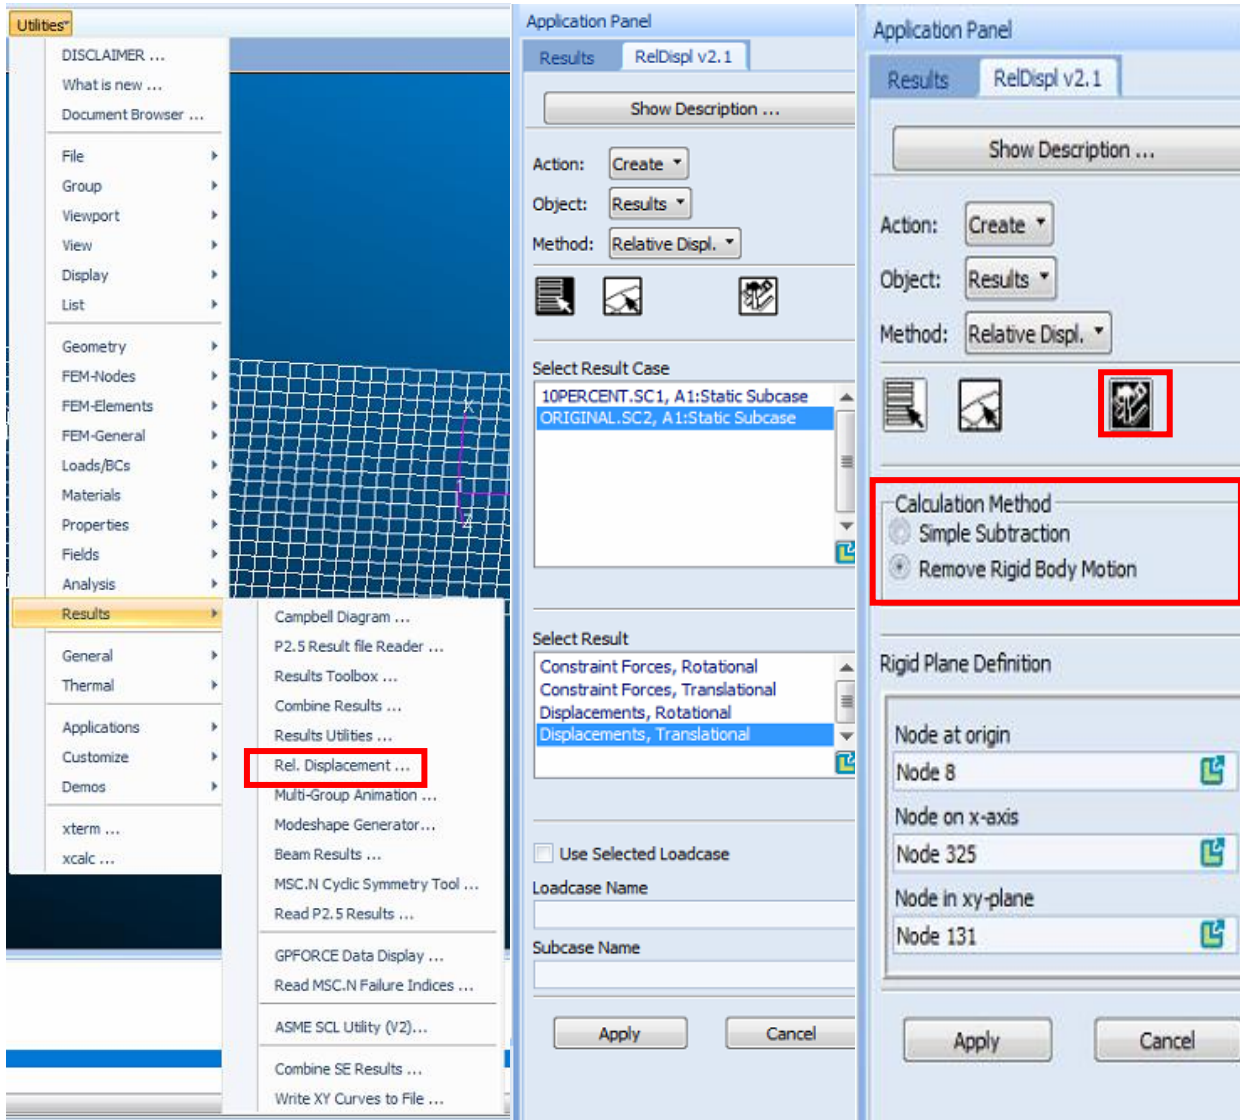 Utilities
DISCLAIMER ...
What is new ...
Document Browser ...
File
Group
Viewport
View
Display
List
Geometry
FEM-Nodes
FEM-Elements
FEM-General
Loads/BCs
Materials
Properties
Fields
Analysis
Results
General
Thermal
Applications
Customize
Demos
xterm ...
xcalc ...
X
Z
Campbell Diagram ...
P2.5 Result file Reader ...
Results Toolbox ...
Combine Results ...
Results Utilities ...
Rel. Displacement ...
Multi-Group Animation ...
Modeshape Generator...
Beam Results ...
MSC.N Cyclic Symmetry Tool ...
Read P2.5 Results ...
GPFORCE Data Display ...
Read MSC.N Failure Indices ...
ASME SCL Utility (V2)...
Combine SE Results ...
Write XY Curves to File ...
Application Panel
Results RelDispl v2.1
Show Description ...
Action: Create
Object: Results
Method: Relative Displ.
Select Result Case
10PERCENT.SC1, A1:Static Subcase
ORIGINAL.SC2, A1:Static Subcase
Select Result
Constraint Forces, Rotational
Constraint Forces, Translational
Displacements, Rotational
Displacements, Translational
Use Selected Loadcase
Loadcase Name
Subcase Name
Apply Cancel
Application Panel
Results RelDispl v2.1
Show Description ...
Action: Create
Object: Results
Method: Relative Displ.
Calculation Method
Simple Subtraction
Remove Rigid Body Motion
Rigid Plane Definition
Node at origin
Node 8
Node on x-axis
Node 325
Node in xy-plane
Node 131
Apply Cancel